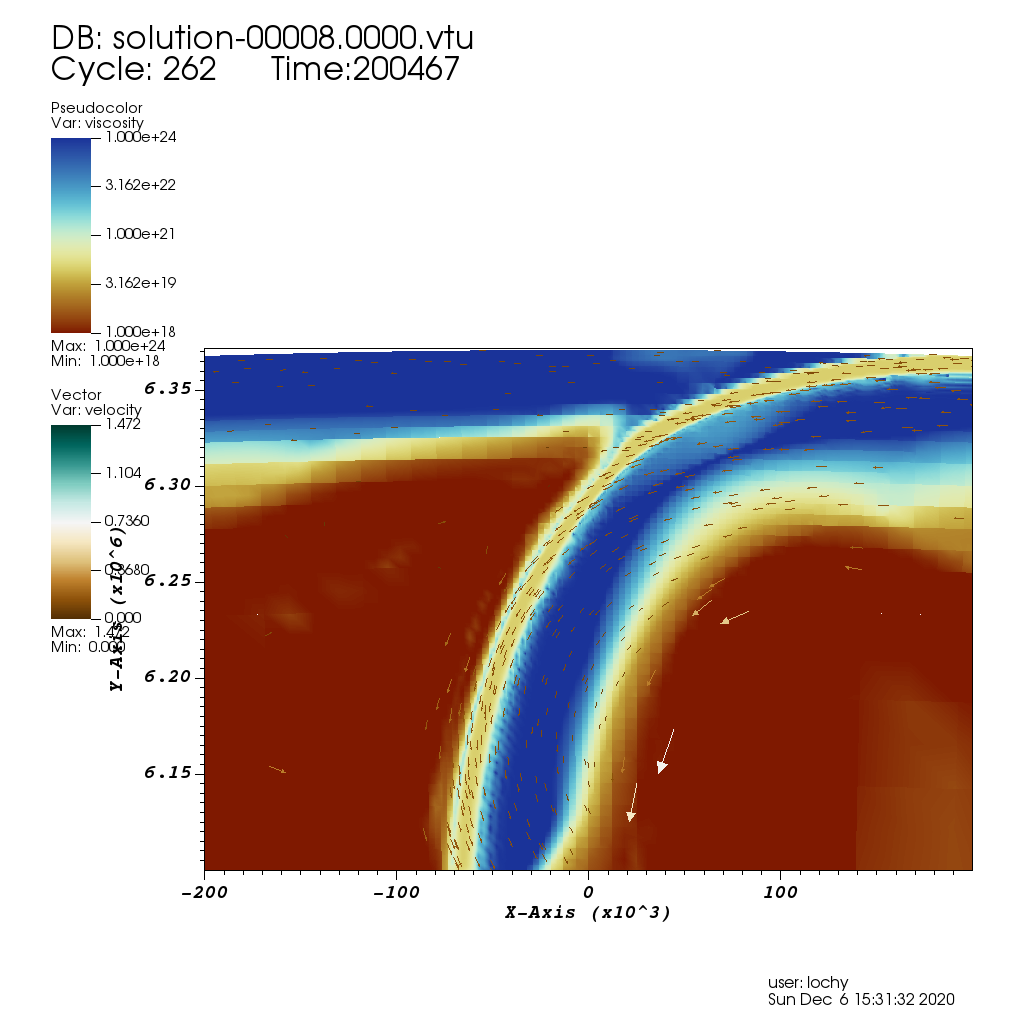 DB: solution-00008.0000.vtu
Cycle: 262 Time:200467
Pseudocolor
Var: viscosity
1.000e+24
3.162e+22
1.000e+21
3.162e+19
1.000e+18
Max: 1.000e+24
Min: 1.000e+18
Vector
Var: velocity
1.472
1.104
0.7360
0.3680
0.000
Max: 1.472
Min: 0.000
Y-Axis (x10^6)
6.35
6.30
6.25
6.20
6.15
-200
-100
0
100
X-Axis (x10^3)
user: lochy
Sun Dec 6 15:31:32 2020